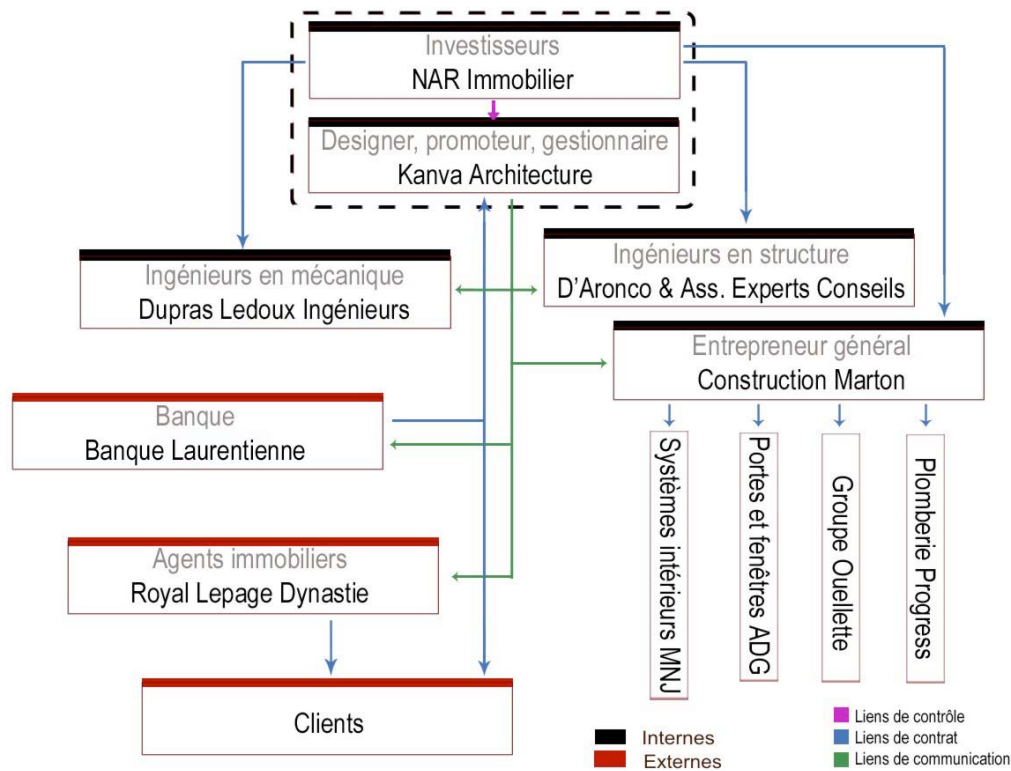 Investisseurs
NAR Immobilier
Designer, promoteur, gestionnaire
Kanva Architecture
Ingénieurs en mécanique
Dupras Ledoux Ingénieurs
Ingénieurs en structure
D'Aronco & Ass. Experts Conseils
Entrepreneur général
Construction Marton
Banque
Banque Laurentienne
Systèmes intérieurs MNJ
Portes et fenêtres ADG
Groupe Ouellette
Plomberie Progress
Agents immobiliers
Royal Lepage Dynastie
Clients
Internes
Externes
Liens de contrôle
Liens de contrat
Liens de communication